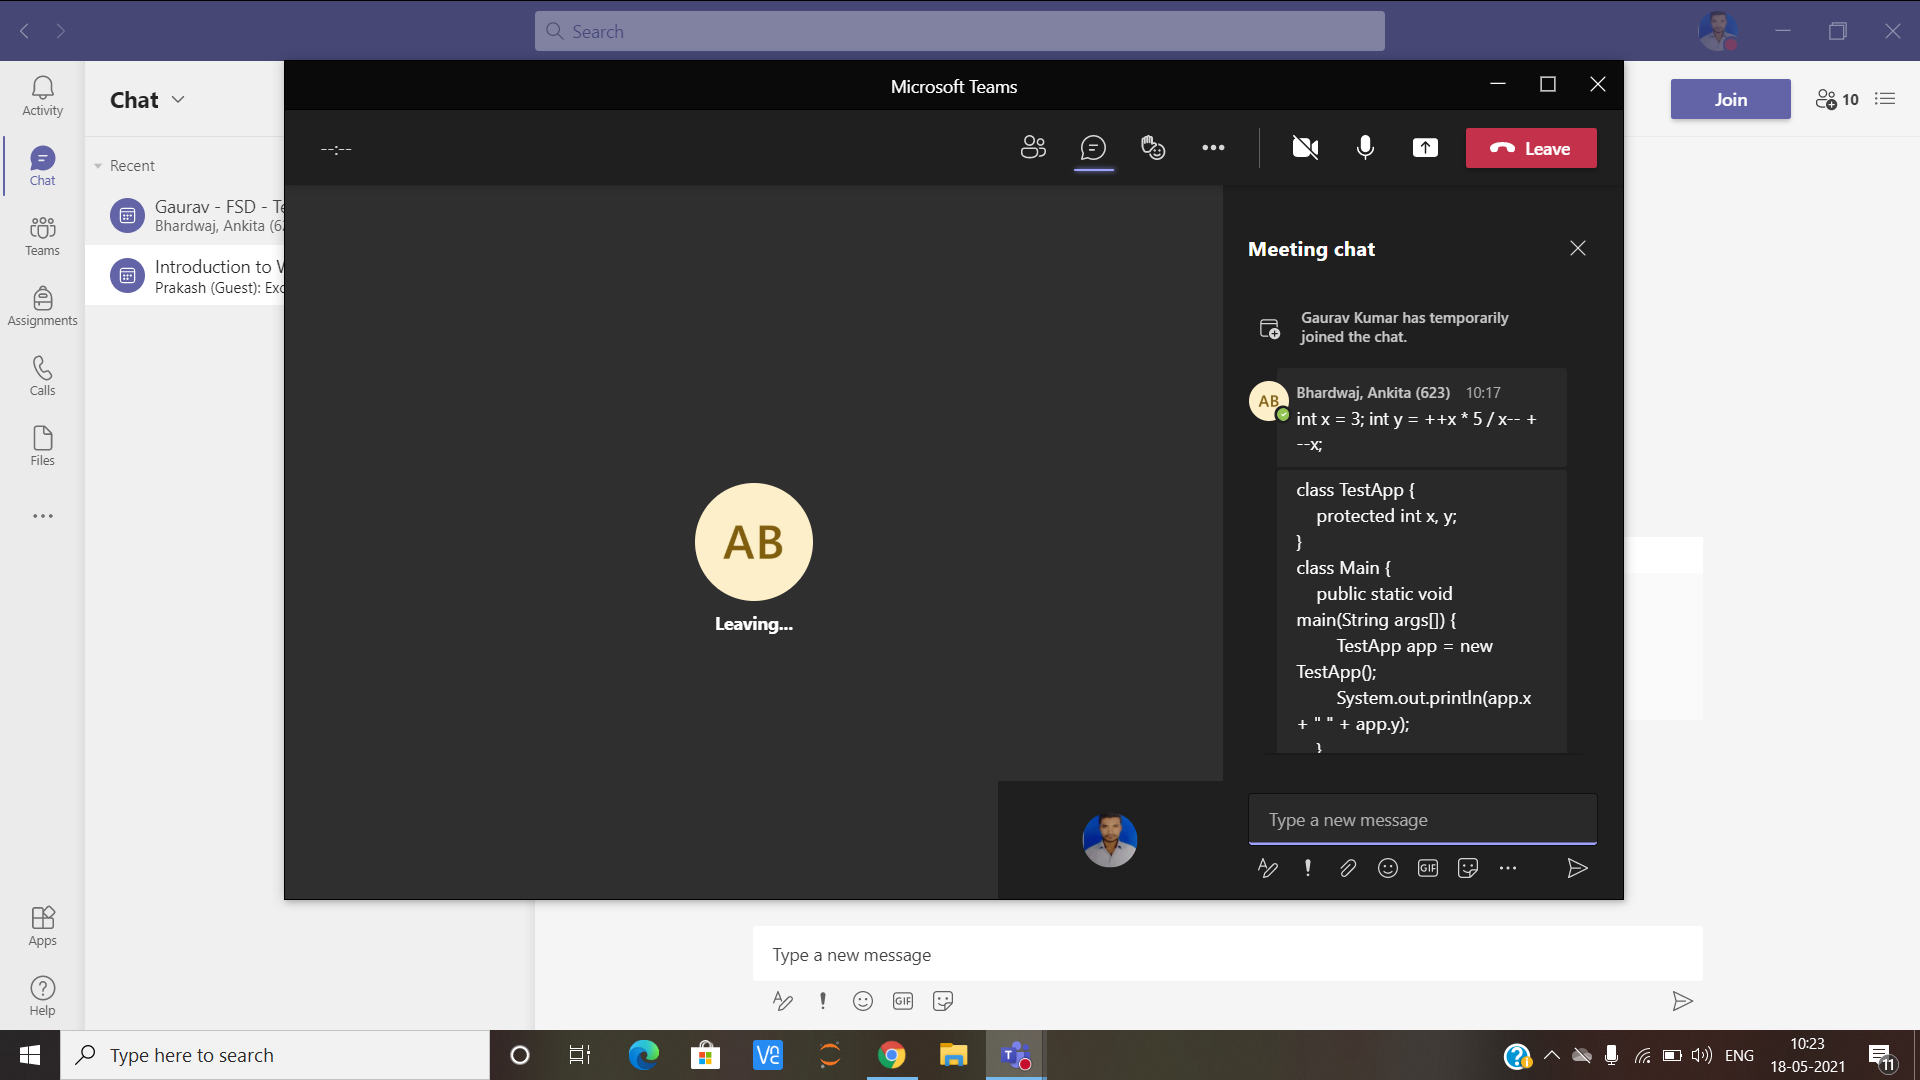 Search
Activity
Chat
Teams
Assignments
Calls
Files
Apps
Help
Chat
Recent
Gaurav - FSD - Te
Bhardwaj, Ankita (62
Introduction to W
Prakash (Guest): Exc
Join
10
Microsoft Teams
--:--
Leave
AB
Leaving...
Meeting chat
Gaurav Kumar has temporarily
joined the chat.
AB
Bhardwaj, Ankita (623) 10:17
int x = 3; int y = ++x * 5 / x-- +
--x;
class TestApp {
protected int x, y;
}
class Main {
public static void
main(String args[]) {
TestApp app = new
TestApp();
System.out.println(app.x
+ " " + app.y);
}
Type a new message
GIF
Type a new message
GIF
Type here to search
ENG
10:23
18-05-2021
11